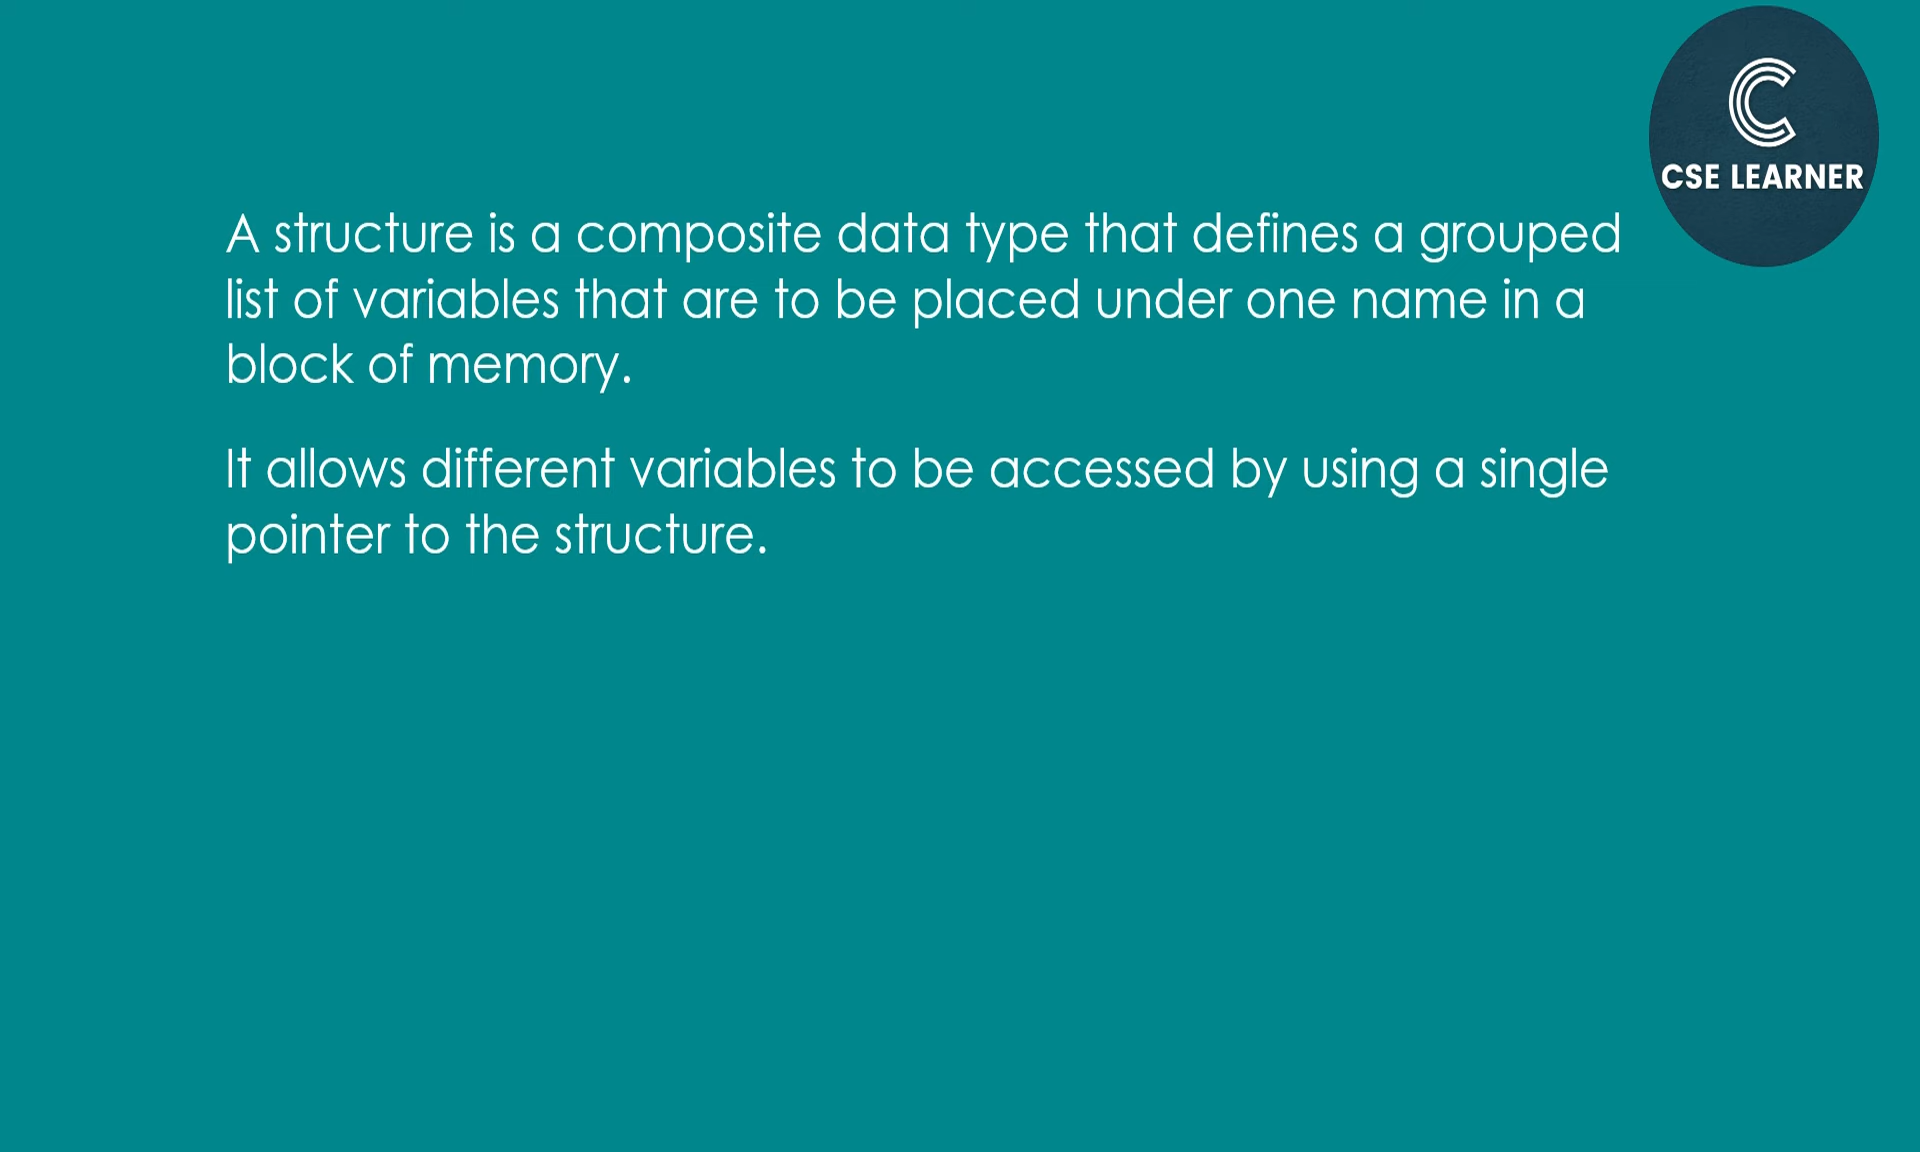 C
CSE LEARNER
A structure is a composite data type that defines a grouped
list of variables that are to be placed under one name in a
block of memory.
It allows different variables to be accessed by using a single
pointer to the structure.